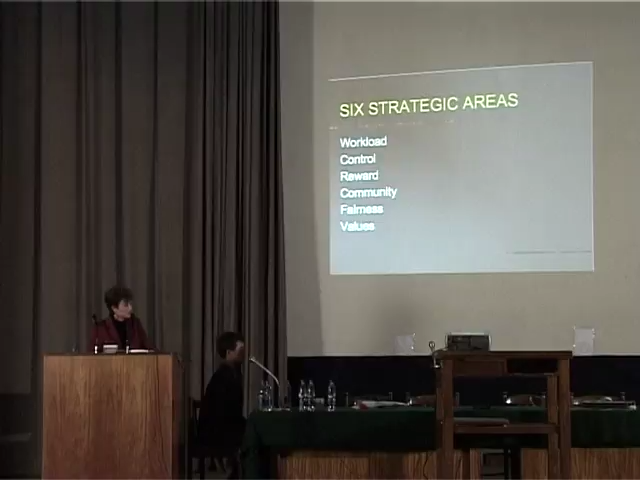 SIX STRATEGIC AREAS
Workload
Control
Reward
Community
Fairness
Values